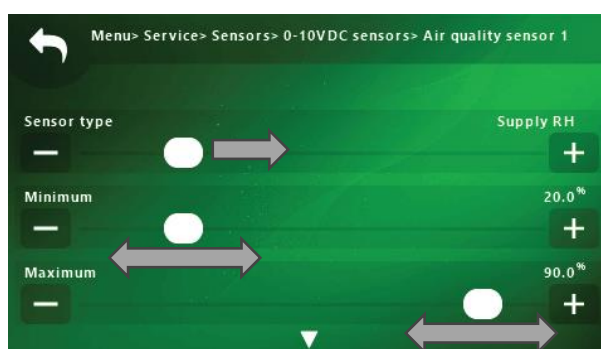 Menu> Service> Sensors> 0-10VDC sensors> Air quality sensor 1
Sensor type Supply RH
Minimum 20.0%
Maximum 90.0%